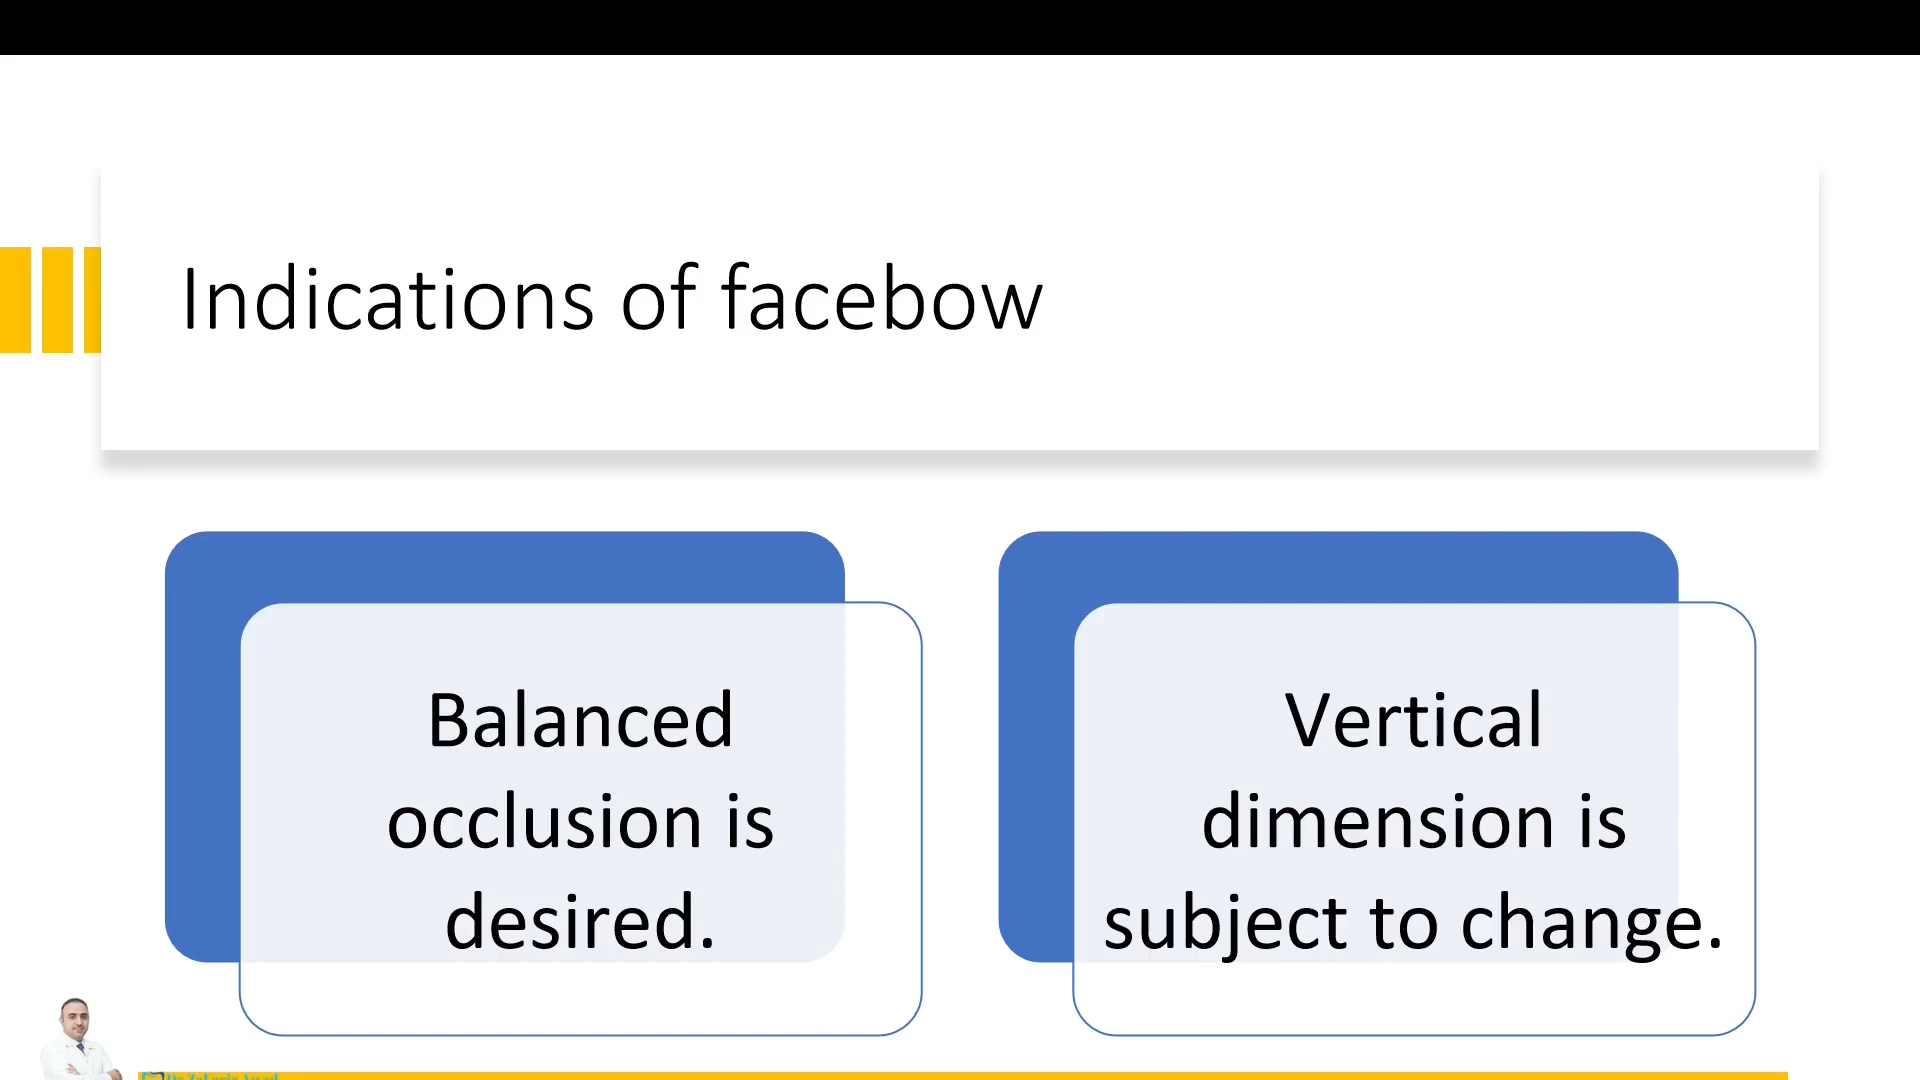 Indications of facebow
Balanced
occlusion is
desired.
Vertical
dimension is
subject to change.